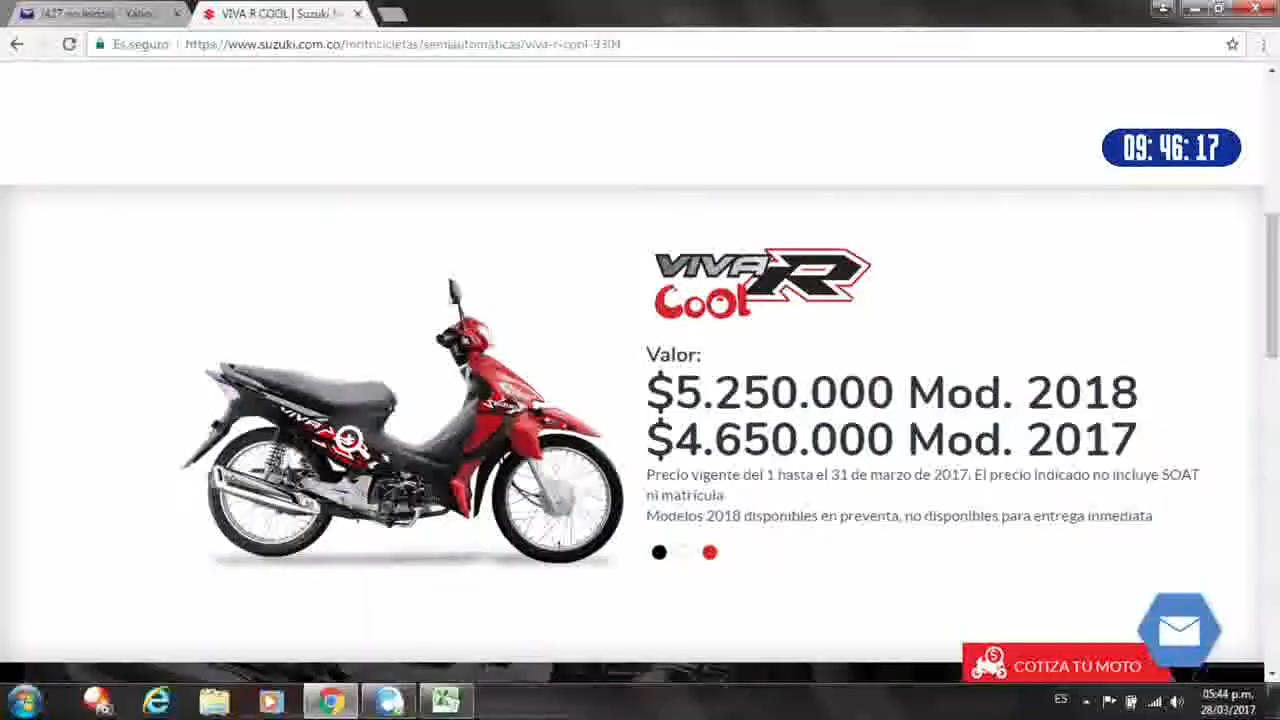 VIVA R COOL | Suzuki
Es seguro | https://www.suzuki.com.co/motocicletas/semiautomaticas/viva-r-cool-9304
09: 46: 17
VIVA R
Cool
Valor:
$5.250.000 Mod. 2018
$4.650.000 Mod. 2017
Precio vigente del 1 hasta el 31 de marzo de 2017. El precio indicado no incluye SOAT
ni matrícula
Modelos 2018 disponibles en preventa, no disponibles para entrega inmediata
VIVA R
COTIZA TU MOTO
ES
05:44 p.m.
28/03/2017